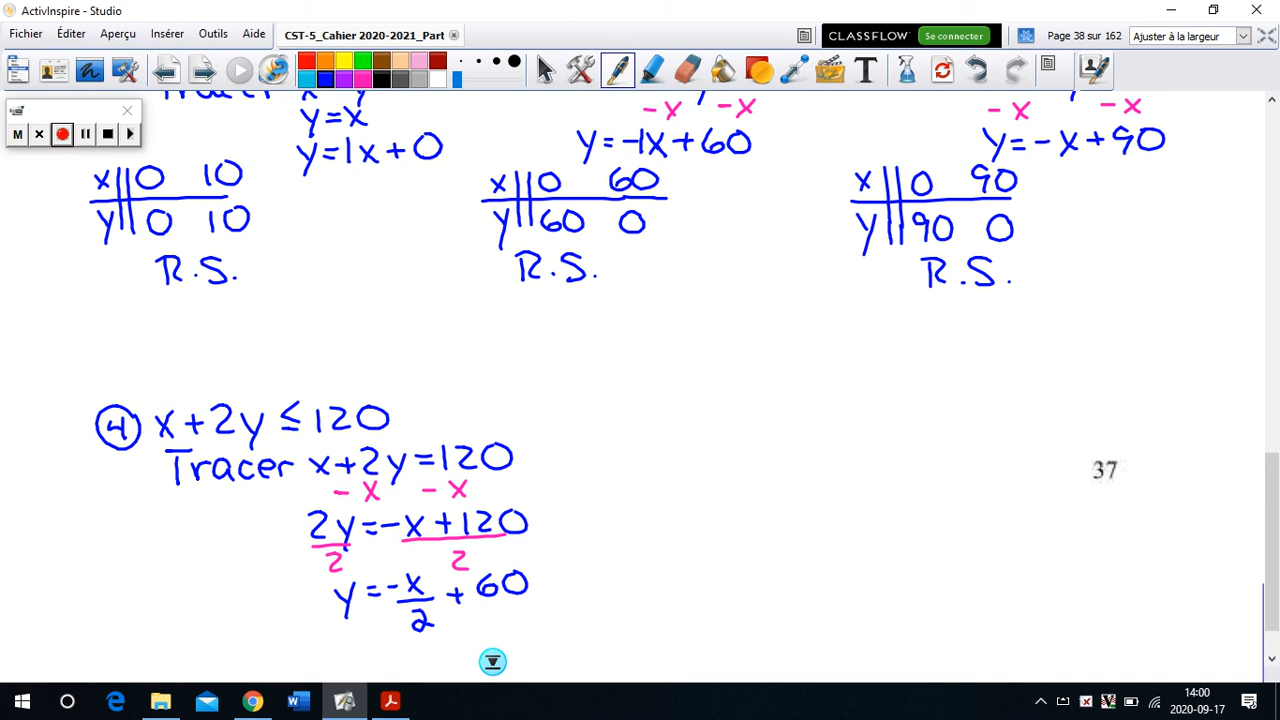 ActivInspire - Studio
Fichier Éditer Aperçu Insérer Outils Aide CST-5_Cahier 2020-2021_Part CLASSFLOW Se connecter Page 38 sur 162 Ajuster à la largeur
M
y=x
y=1x+0
x 0 10
y 0 10
R.S.
-x -x
y=-1x+60
x 0 60
y 60 0
R.S.
-x -x
y=-x+90
x 0 90
y 90 0
R.S.
④ x+2y≤120
Tracer x+2y=120
-x -x
2y=-x+120
2 2
y=-x/2+60
37
14:00
2020-09-17